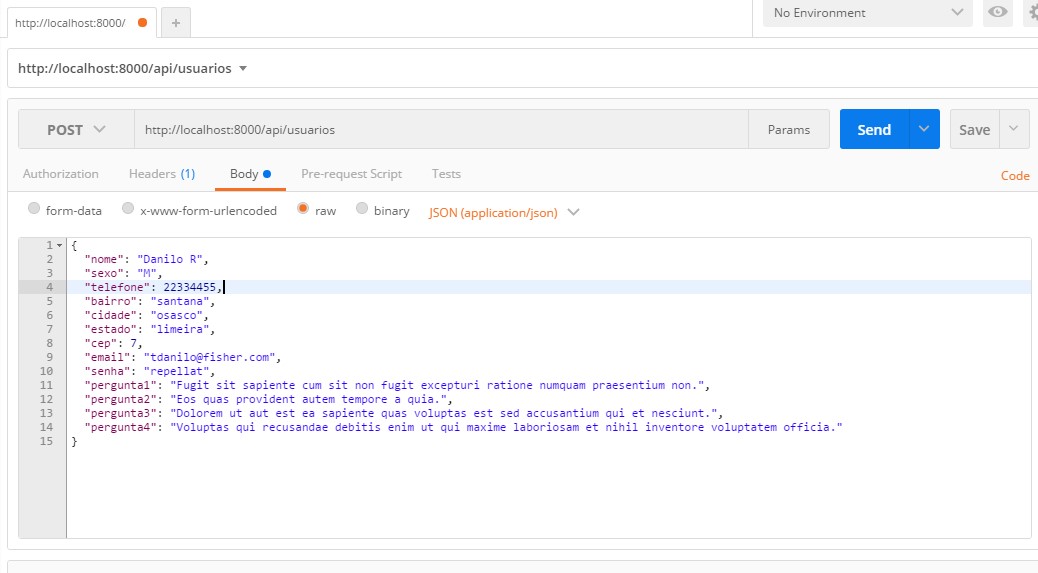 http://localhost:8000/
+
No Environment
http://localhost:8000/api/usuarios
POST
http://localhost:8000/api/usuarios
Params
Send
Save
Authorization
Headers (1)
Body
Pre-request Script
Tests
Code
form-data
x-www-form-urlencoded
raw
binary
JSON (application/json)
1 {
2 "nome": "Danilo R",
3 "sexo": "M",
4 "telefone": 22334455,
5 "bairro": "santana",
6 "cidade": "osasco",
7 "estado": "limeira",
8 "cep": 7,
9 "email": "tdanilo@fisher.com",
10 "senha": "repellat",
11 "pergunta1": "Fugit sit sapiente cum sit non fugit excepturi ratione numquam praesentium non.",
12 "pergunta2": "Eos quas provident autem tempore a quia.",
13 "pergunta3": "Dolorem ut aut est ea sapiente quas voluptas est sed accusantium qui et nesciunt.",
14 "pergunta4": "Voluptas qui recusandae debitis enim ut qui maxime laboriosam et nihil inventore voluptatem officia."
15 }